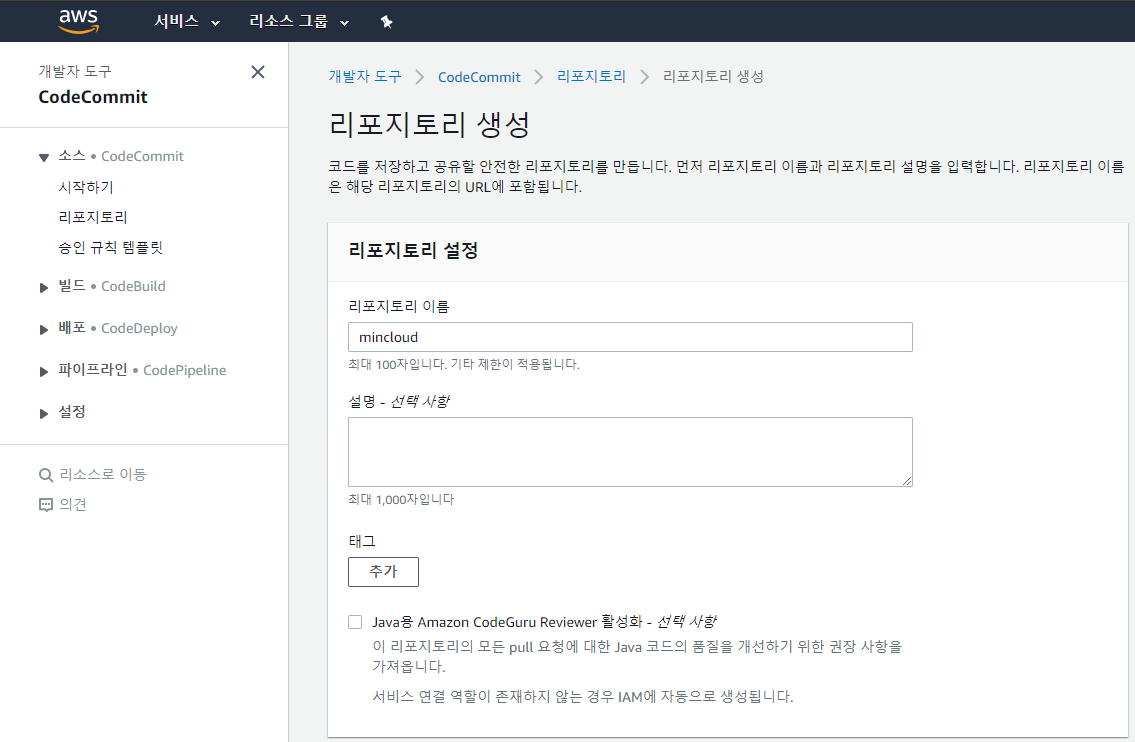 aws 서비스 리소스 그룹
개발자 도구
CodeCommit
소스 • CodeCommit
시작하기
리포지토리
승인 규칙 템플릿
빌드 • CodeBuild
배포 • CodeDeploy
파이프라인 • CodePipeline
설정
리소스로 이동
의견
개발자 도구 > CodeCommit > 리포지토리 > 리포지토리 생성
리포지토리 생성
코드를 저장하고 공유할 안전한 리포지토리를 만듭니다. 먼저 리포지토리 이름과 리포지토리 설명을 입력합니다. 리포지토리 이름
은 해당 리포지토리의 URL에 포함됩니다.
리포지토리 설정
리포지토리 이름
mincloud
최대 100자입니다. 기타 제한이 적용됩니다.
설명 - 선택 사항
최대 1,000자입니다
태그
추가
Java용 Amazon CodeGuru Reviewer 활성화 - 선택 사항
이 리포지토리의 모든 pull 요청에 대한 Java 코드의 품질을 개선하기 위한 권장 사항을
가져옵니다.
서비스 연결 역할이 존재하지 않는 경우 IAM에 자동으로 생성됩니다.